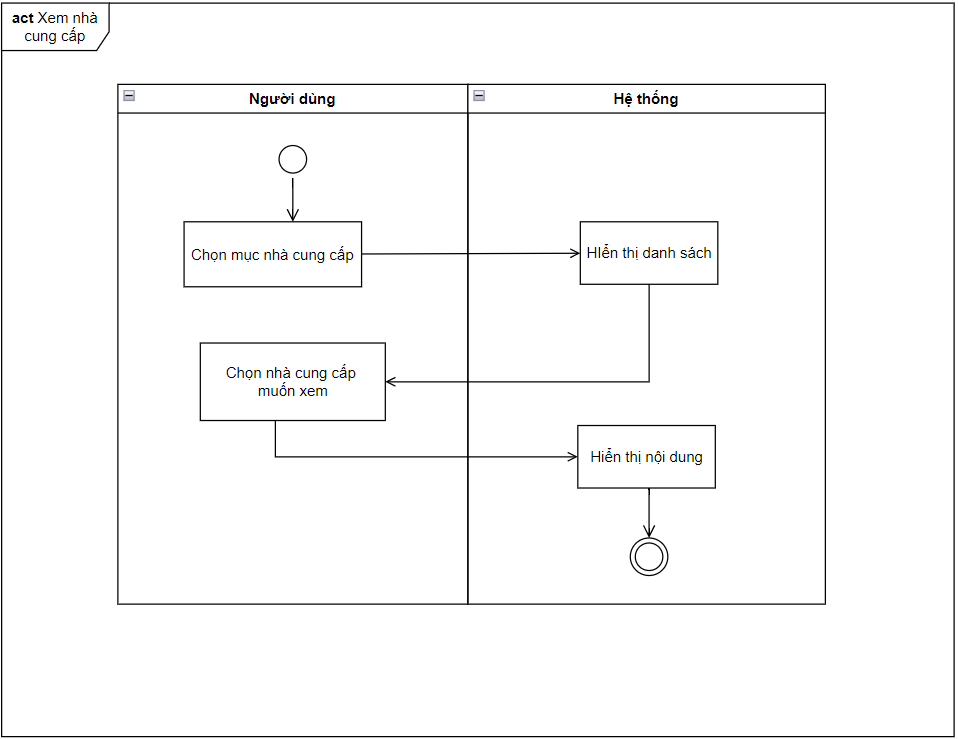 act Xem nhà
cung cấp
Người dùng
Hệ thống
Chọn mục nhà cung cấp
HIển thị danh sách
Chọn nhà cung cấp
muốn xem
Hiển thị nội dung